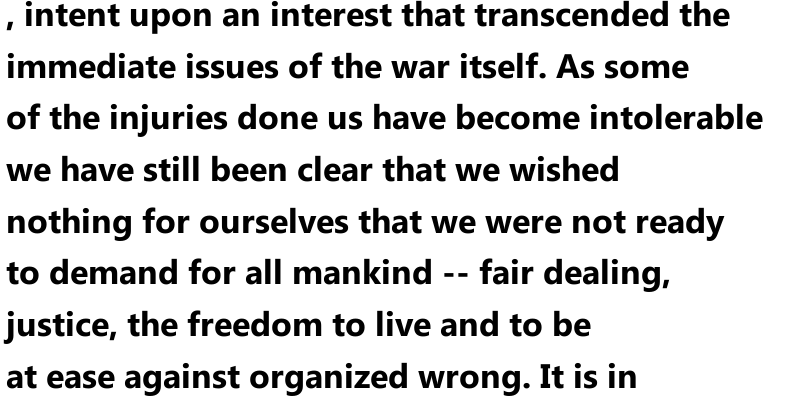 , intent upon an interest that transcended the
immediate issues of the war itself. As some
of the injuries done us have become intolerable
we have still been clear that we wished
nothing for ourselves that we were not ready
to demand for all mankind -- fair dealing,
justice, the freedom to live and to be
at ease against organized wrong. It is in